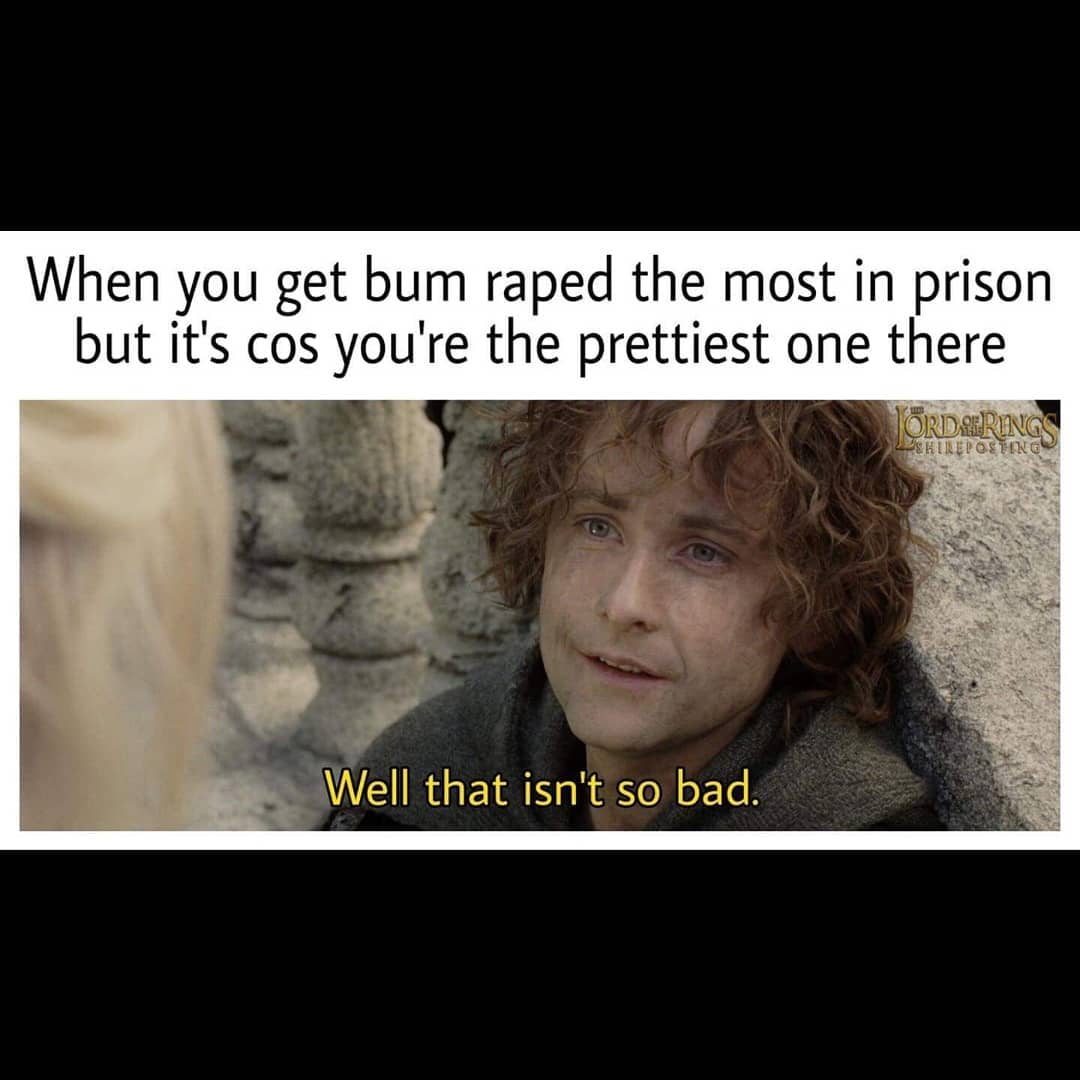 When you get bum raped the most in prison
but it's cos you're the prettiest one there
THE LORD OF THE RINGS
SHIREPOSTING
Well that isn't so bad.